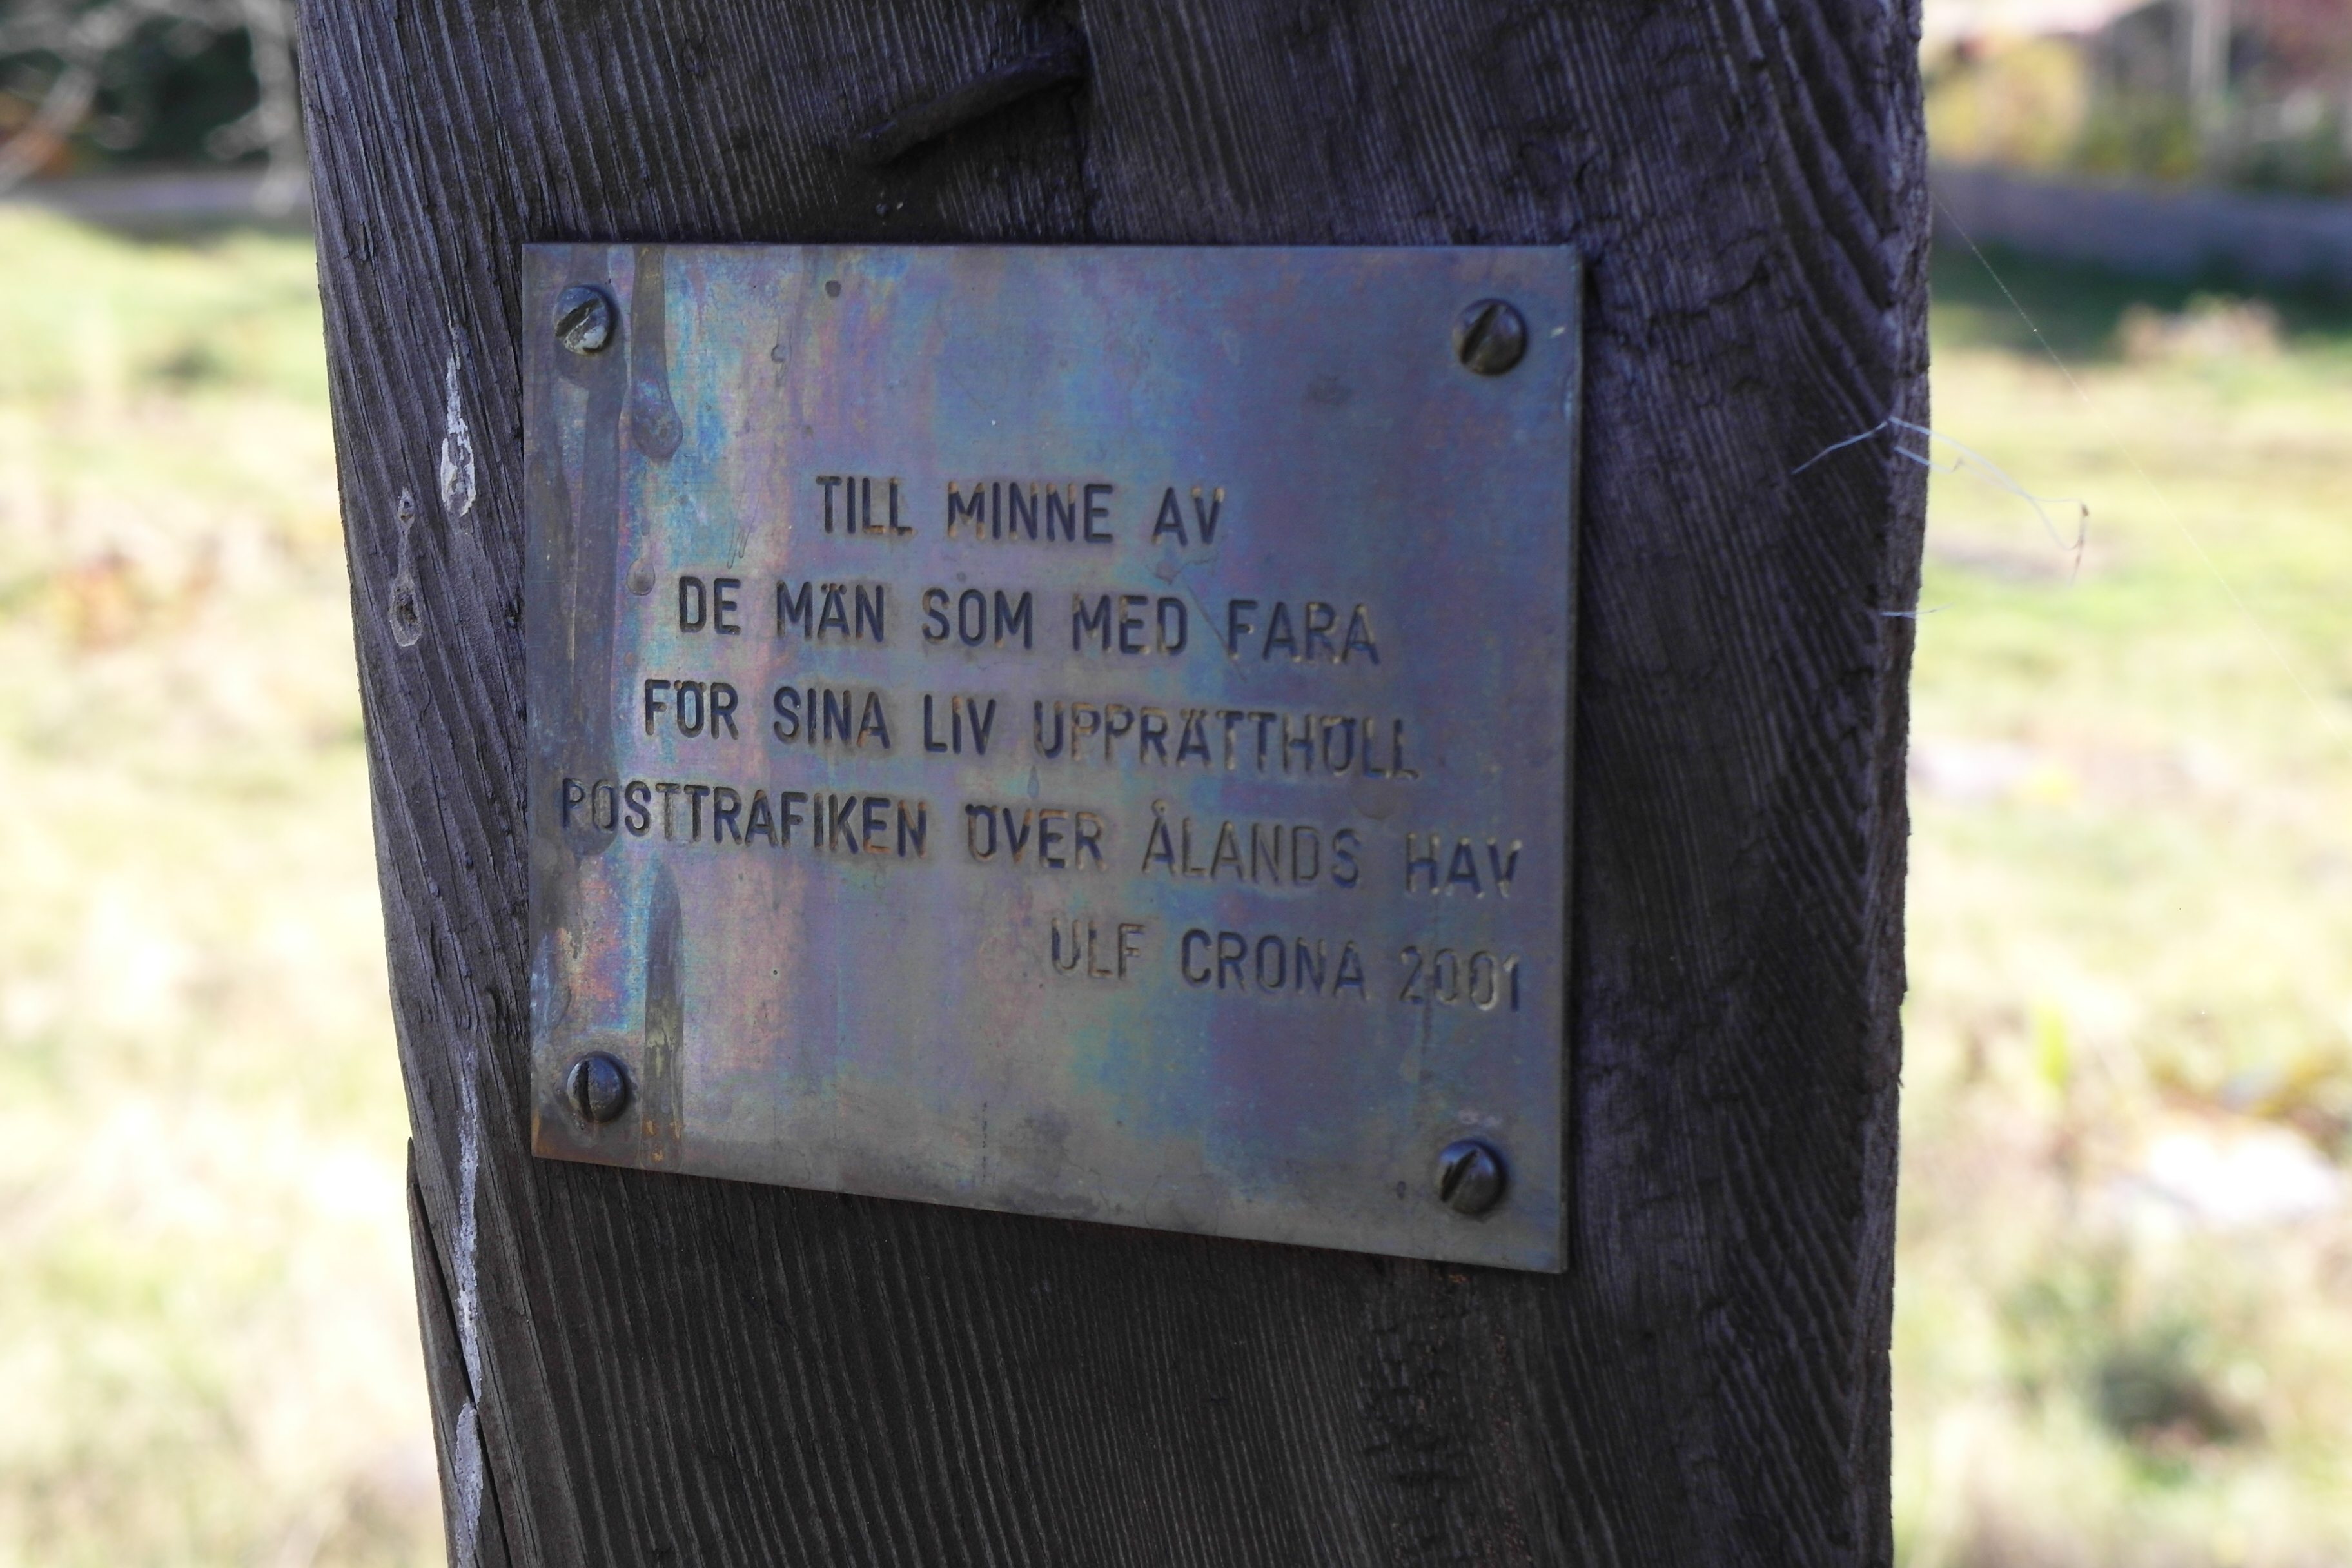 TILL MINNE AV
DE MÄN SOM MED FARA
FÖR SINA LIV UPPRÄTTHÖLL
POSTTRAFIKEN ÖVER ÅLANDS HAV
ULF CRONA 2001